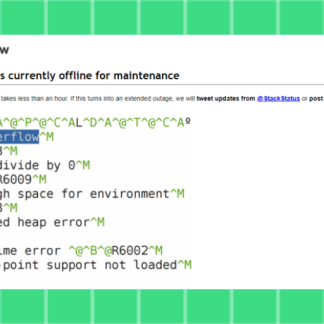 w
s currently offline for maintenance
takes less than an hour. If this turns into an extended outage, we will tweet updates from @StackStatus or post
^@^P^@^C^AL^D^A^@^T^@^C^Aº
erflow^M
3^M
divide by 0^M
R6009^M
gh space for environment^M
3^M
ed heap error^M
ime error ^@^B^@R6002^M
-point support not loaded^M